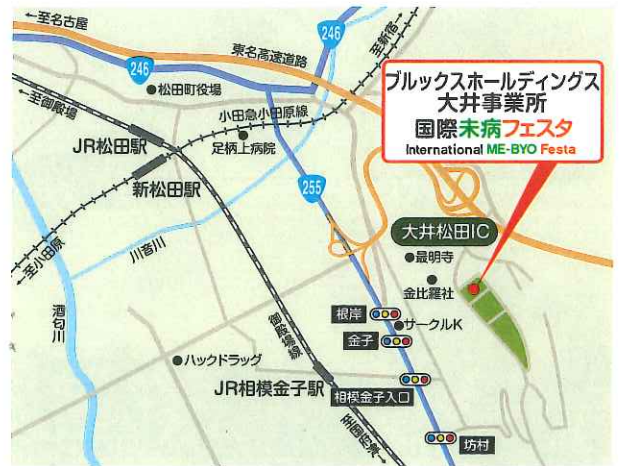 ←至名古屋
246
東名高速道路
246
至新宿→
ブルックスホールディングス
大井事業所
国際未病フェスタ
International ME-BYO Festa
←至御殿場
松田町役場
小田急小田原線
JR松田駅
足柄上病院
新松田駅
255
大井松田IC
最明寺
←至小田原
川音川
金比羅社
酒匂川
根岸
サークルK
御殿場線
金子
ハックドラッグ
JR相模金子駅
相模金子入口
至国府津→
坊村